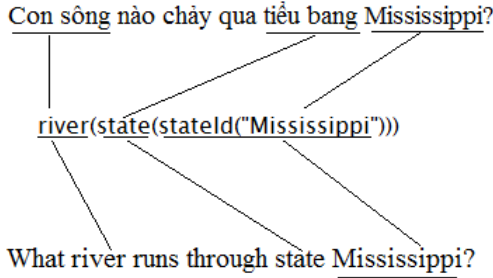 Con sông nào chảy qua tiểu bang Mississippi?
river(state(stateId("Mississippi")))
What river runs through state Mississippi?